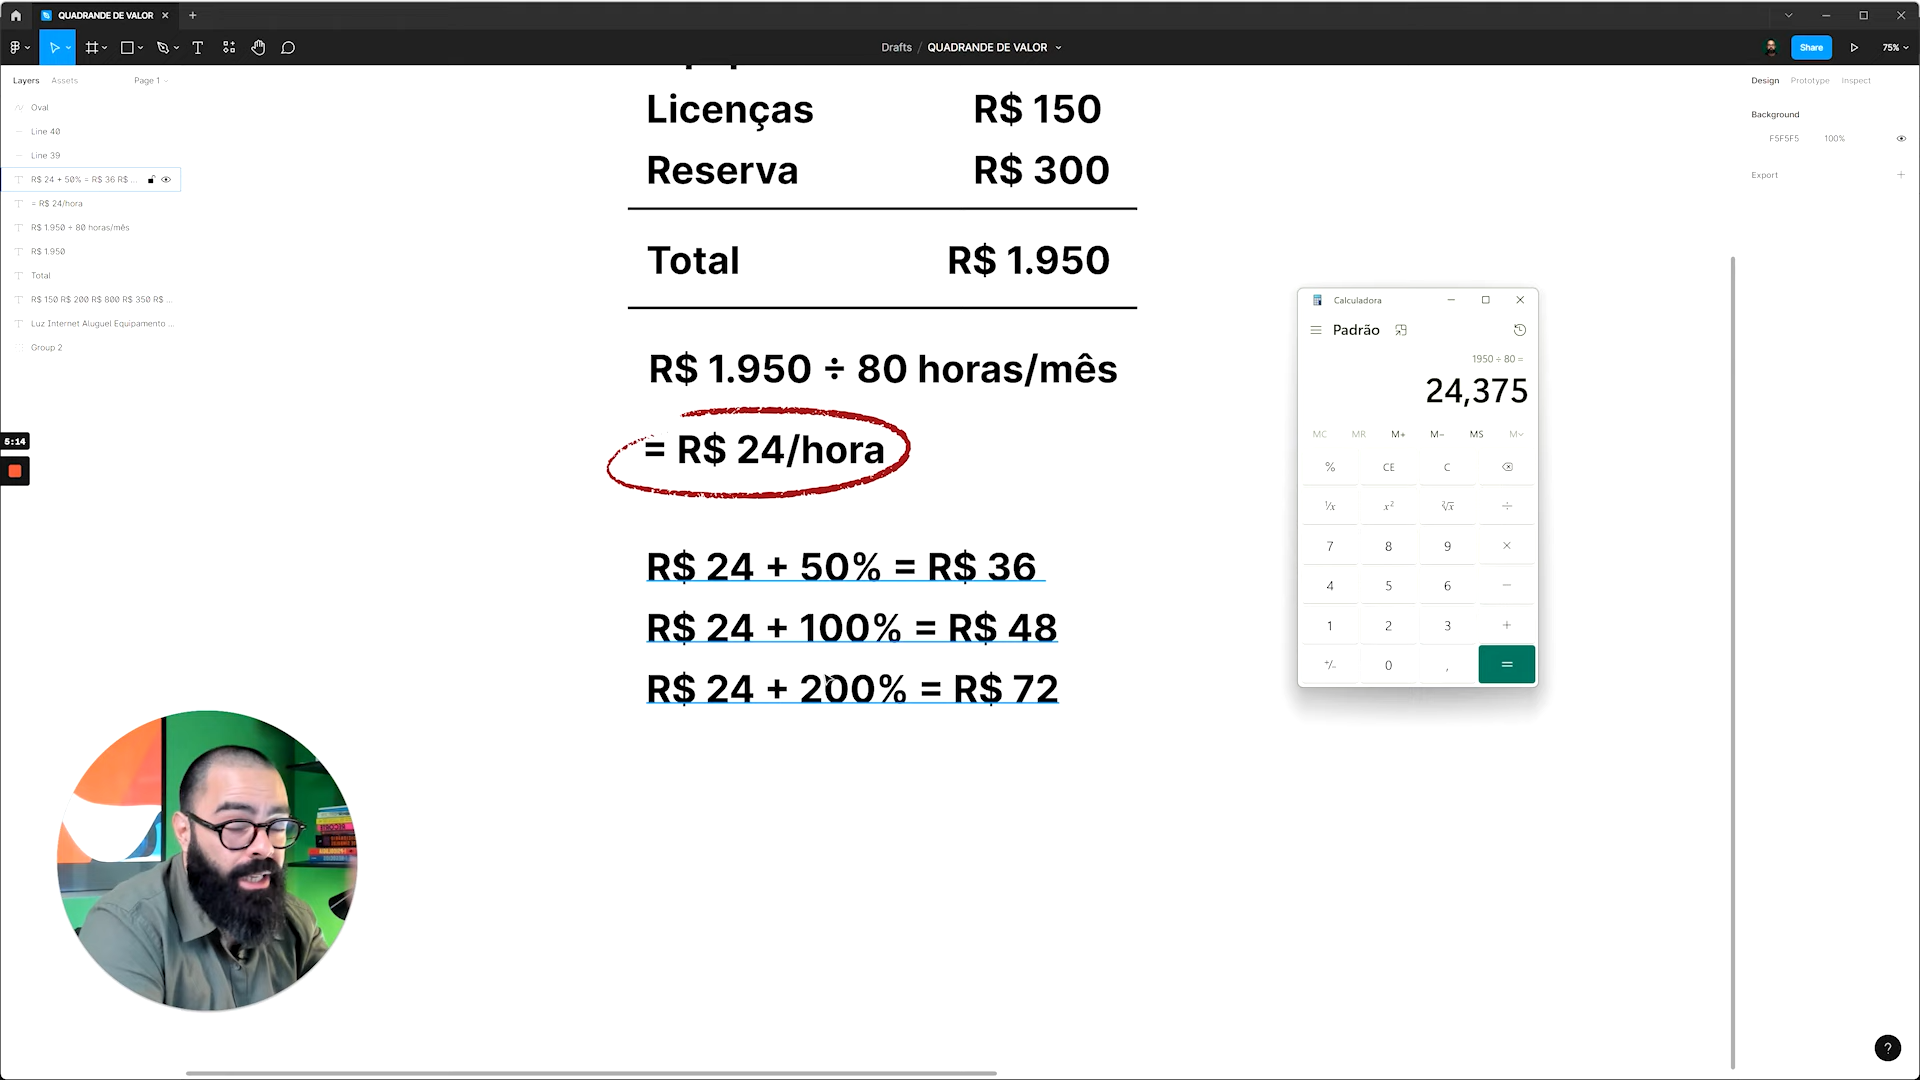 QUADRANDE DE VALOR
Drafts / QUADRANDE DE VALOR
Share
75%
Layers
Assets
Page 1
Design
Prototype
Inspect
Oval
Line 40
Line 39
R$ 24 + 50% = R$ 36 R$ ...
= R$ 24/hora
R$ 1.950 ÷ 80 horas/mês
R$ 1.950
Total
R$ 150 R$ 200 R$ 800 R$ 350 R$ ...
Luz Internet Aluguel Equipamento ...
Group 2
5:14
Background
F5F5F5 100%
Export
Licenças R$ 150
Reserva R$ 300
Total R$ 1.950
R$ 1.950 ÷ 80 horas/mês
= R$ 24/hora
R$ 24 + 50% = R$ 36
R$ 24 + 100% = R$ 48
R$ 24 + 200% = R$ 72
Calculadora
Padrão
1950 ÷ 80 =
24,375
MC MR M+ M− MS M˅
% CE C
¹/x x² ²√x ÷
7 8 9 ×
4 5 6 −
1 2 3 +
+/− 0 , =
?